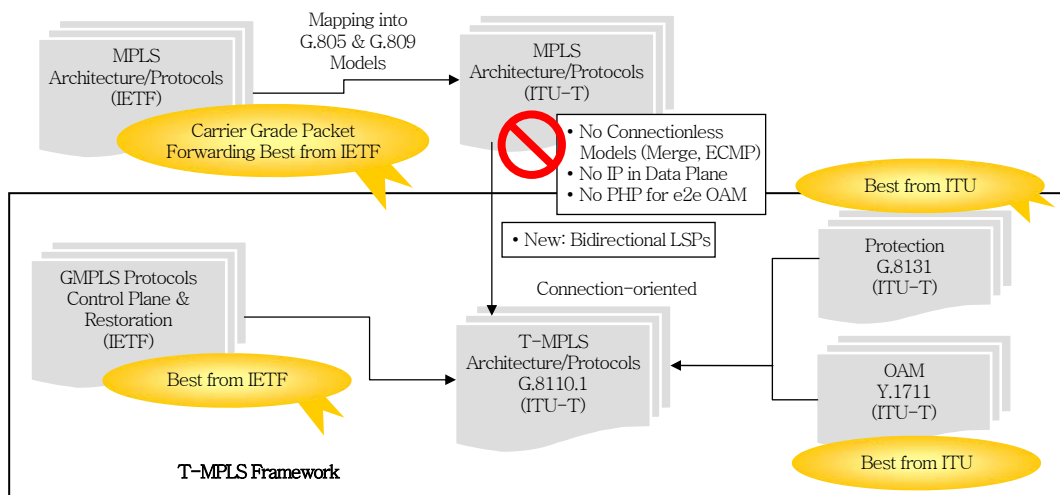 Mapping into
G.805 & G.809
Models
MPLS
Architecture/Protocols
(IETF)
MPLS
Architecture/Protocols
(ITU-T)
Carrier Grade Packet
Forwarding Best from IETF
• No Connectionless
Models (Merge, ECMP)
• No IP in Data Plane
• No PHP for e2e OAM
Best from ITU
• New: Bidirectional LSPs
Protection
G.8131
(ITU-T)
GMPLS Protocols
Control Plane &
Restoration
(IETF)
Connection-oriented
T-MPLS
Architecture/Protocols
G.8110.1
(ITU-T)
Best from IETF
OAM
Y.1711
(ITU-T)
Best from ITU
T-MPLS Framework